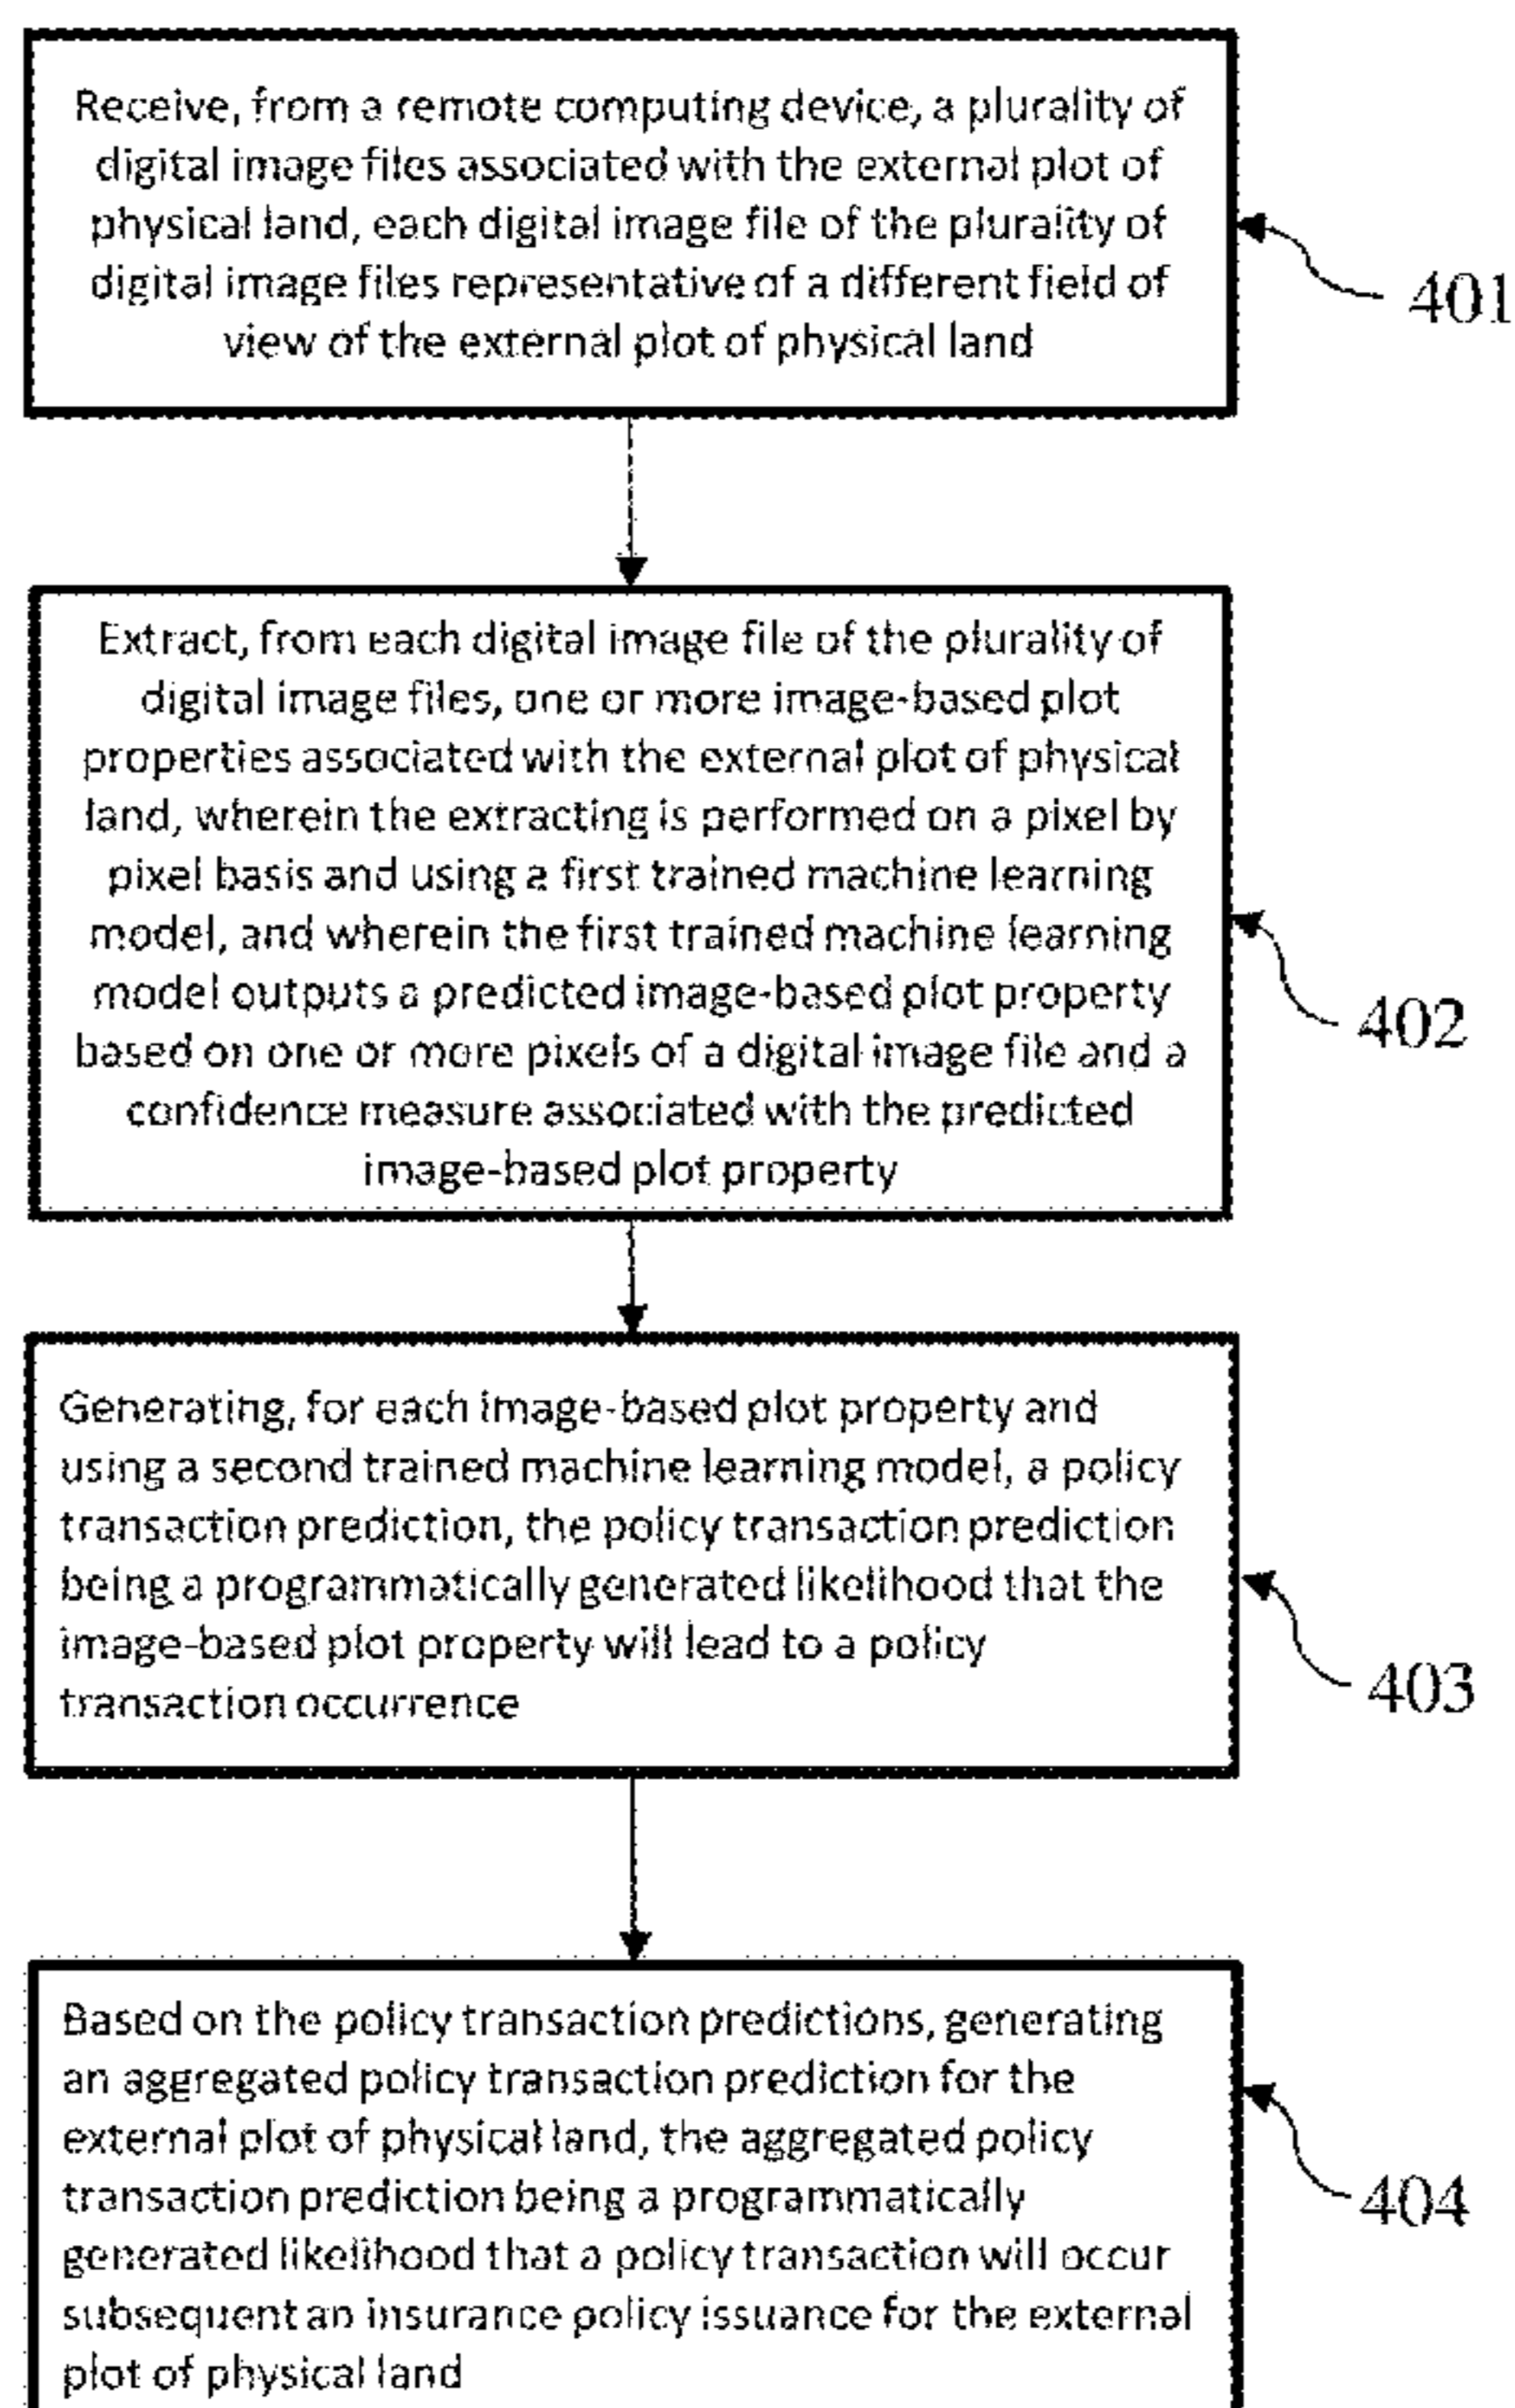 Receive, from a remote computing device, a plurality of
digital image files associated with the external plot of
physical land, each digital image file of the plurality of
digital image files representative of a different field of
view of the external plot of physical land
401
Extract, from each digital image file of the plurality of
digital image files, one or more image-based plot
properties associated with the external plot of physical
land, wherein the extracting is performed on a pixel by
pixel basis and using a first trained machine learning
model, and wherein the first trained machine learning
model outputs a predicted image-based plot property
based on one or more pixels of a digital image file and a
confidence measure associated with the predicted
image-based plot property
402
Generating, for each image-based plot property and
using a second trained machine learning model, a policy
transaction prediction, the policy transaction prediction
being a programmatically generated likelihood that the
image-based plot property will lead to a policy
transaction occurrence
403
Based on the policy transaction predictions, generating
an aggregated policy transaction prediction for the
external plot of physical land, the aggregated policy
transaction prediction being a programmatically
generated likelihood that a policy transaction will occur
subsequent an insurance policy issuance for the external
plot of physical land
404